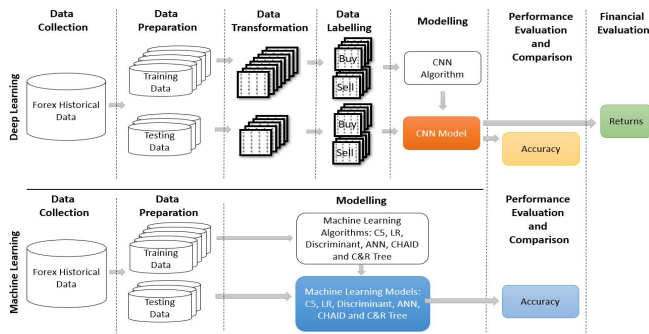 Data
Collection
Data
Preparation
Data
Transformation
Data
Labelling
Modelling
Performance
Evaluation
and
Comparison
Financial
Evaluation
Deep Learning
Forex Historical
Data
Training
Data
Testing
Data
Buy
Sell
Buy
Sell
CNN
Algorithm
CNN Model
Accuracy
Returns
Machine Learning
Data
Collection
Data
Preparation
Modelling
Performance
Evaluation
and
Comparison
Forex Historical
Data
Training
Data
Testing
Data
Machine Learning
Algorithms: C5, LR,
Discriminant, ANN, CHAID
and C&R Tree
Machine Learning Models:
C5, LR, Discriminant, ANN,
CHAID and C&R Tree
Accuracy